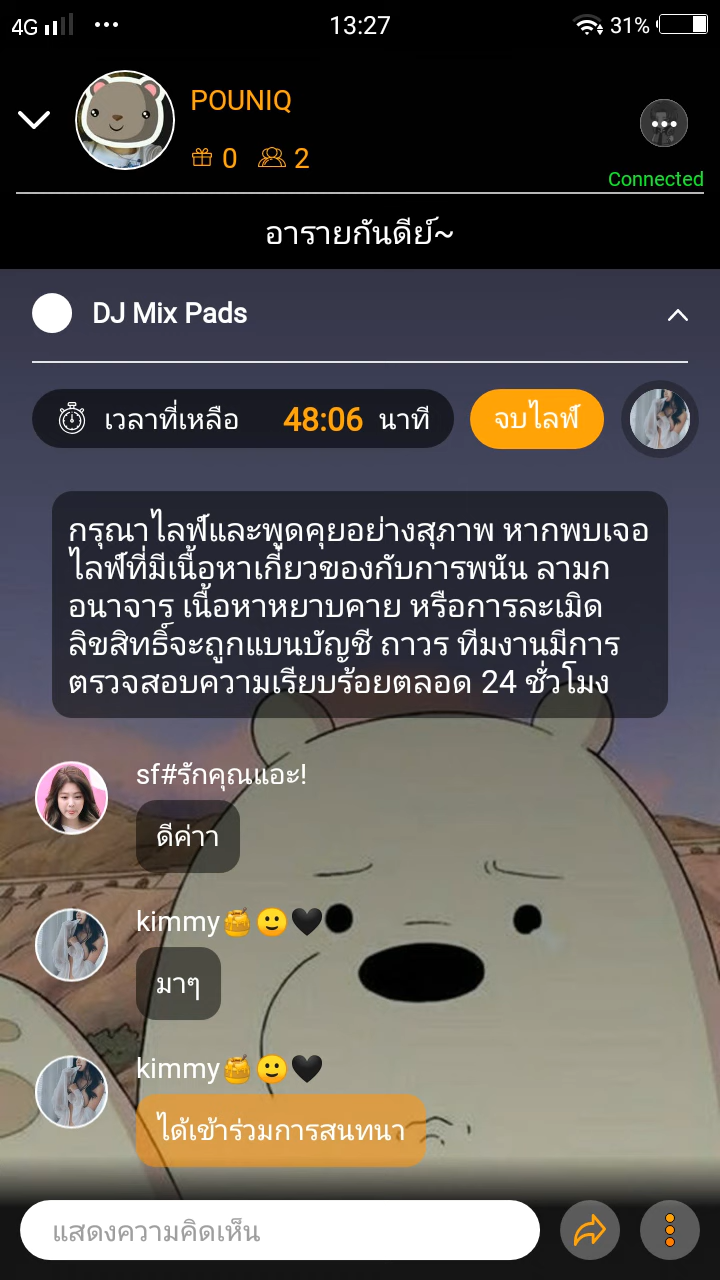 4G 13:27 31%
POUNIQ
0 2
Connected
อารายกันดีย์~
DJ Mix Pads
เวลาที่เหลือ 48:06 นาที จบไลฟ์
กรุณาไลฟ์และพูดคุยอย่างสุภาพ หากพบเจอ
ไลฟ์ที่มีเนื้อหาเกี่ยวของกับการพนัน ลามก
อนาจาร เนื้อหาหยาบคาย หรือการละเมิด
ลิขสิทธิ์จะถูกแบนบัญชี ถาวร ทีมงานมีการ
ตรวจสอบความเรียบร้อยตลอด 24 ชั่วโมง
sf#รักคุณแอะ!
ดีค่าา
kimmy🍯🙂🖤
มาๆ
kimmy🍯🙂🖤
ได้เข้าร่วมการสนทนา
แสดงความคิดเห็น